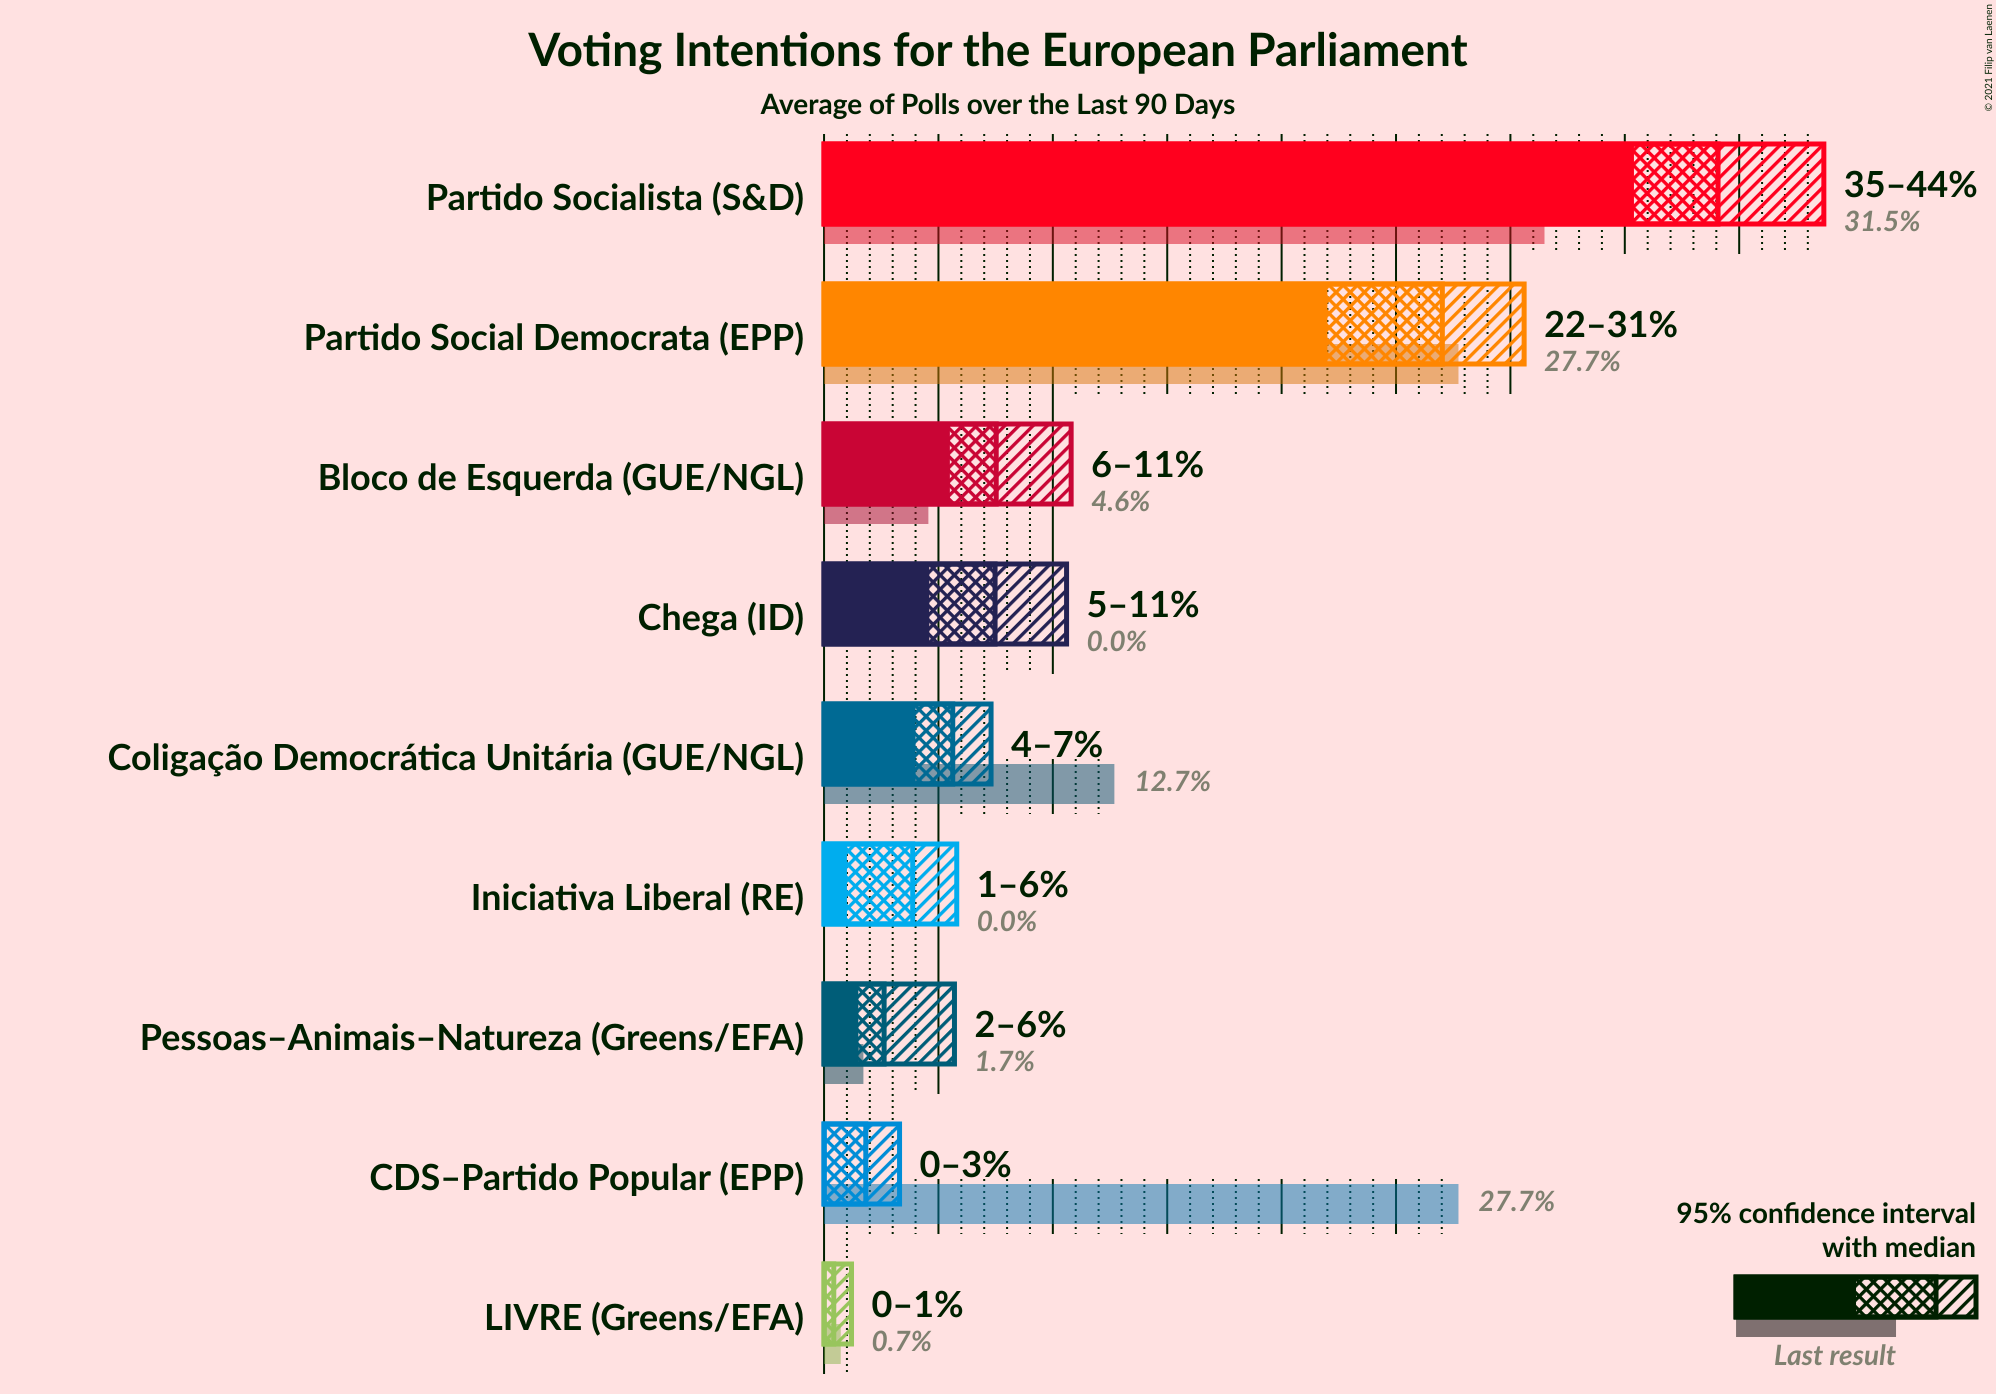 © 2021 Filip van Laenen
Voting Intentions for the European Parliament
Average of Polls over the Last 90 Days
Partido Socialista (S&D)
35–44%
31.5%
Partido Social Democrata (EPP)
22–31%
27.7%
Bloco de Esquerda (GUE/NGL)
6–11%
4.6%
Chega (ID)
5–11%
0.0%
Coligação Democrática Unitária (GUE/NGL)
4–7%
12.7%
Iniciativa Liberal (RE)
1–6%
0.0%
Pessoas–Animais–Natureza (Greens/EFA)
2–6%
1.7%
CDS–Partido Popular (EPP)
0–3%
27.7%
LIVRE (Greens/EFA)
0–1%
0.7%
95% confidence interval
with median
Last result